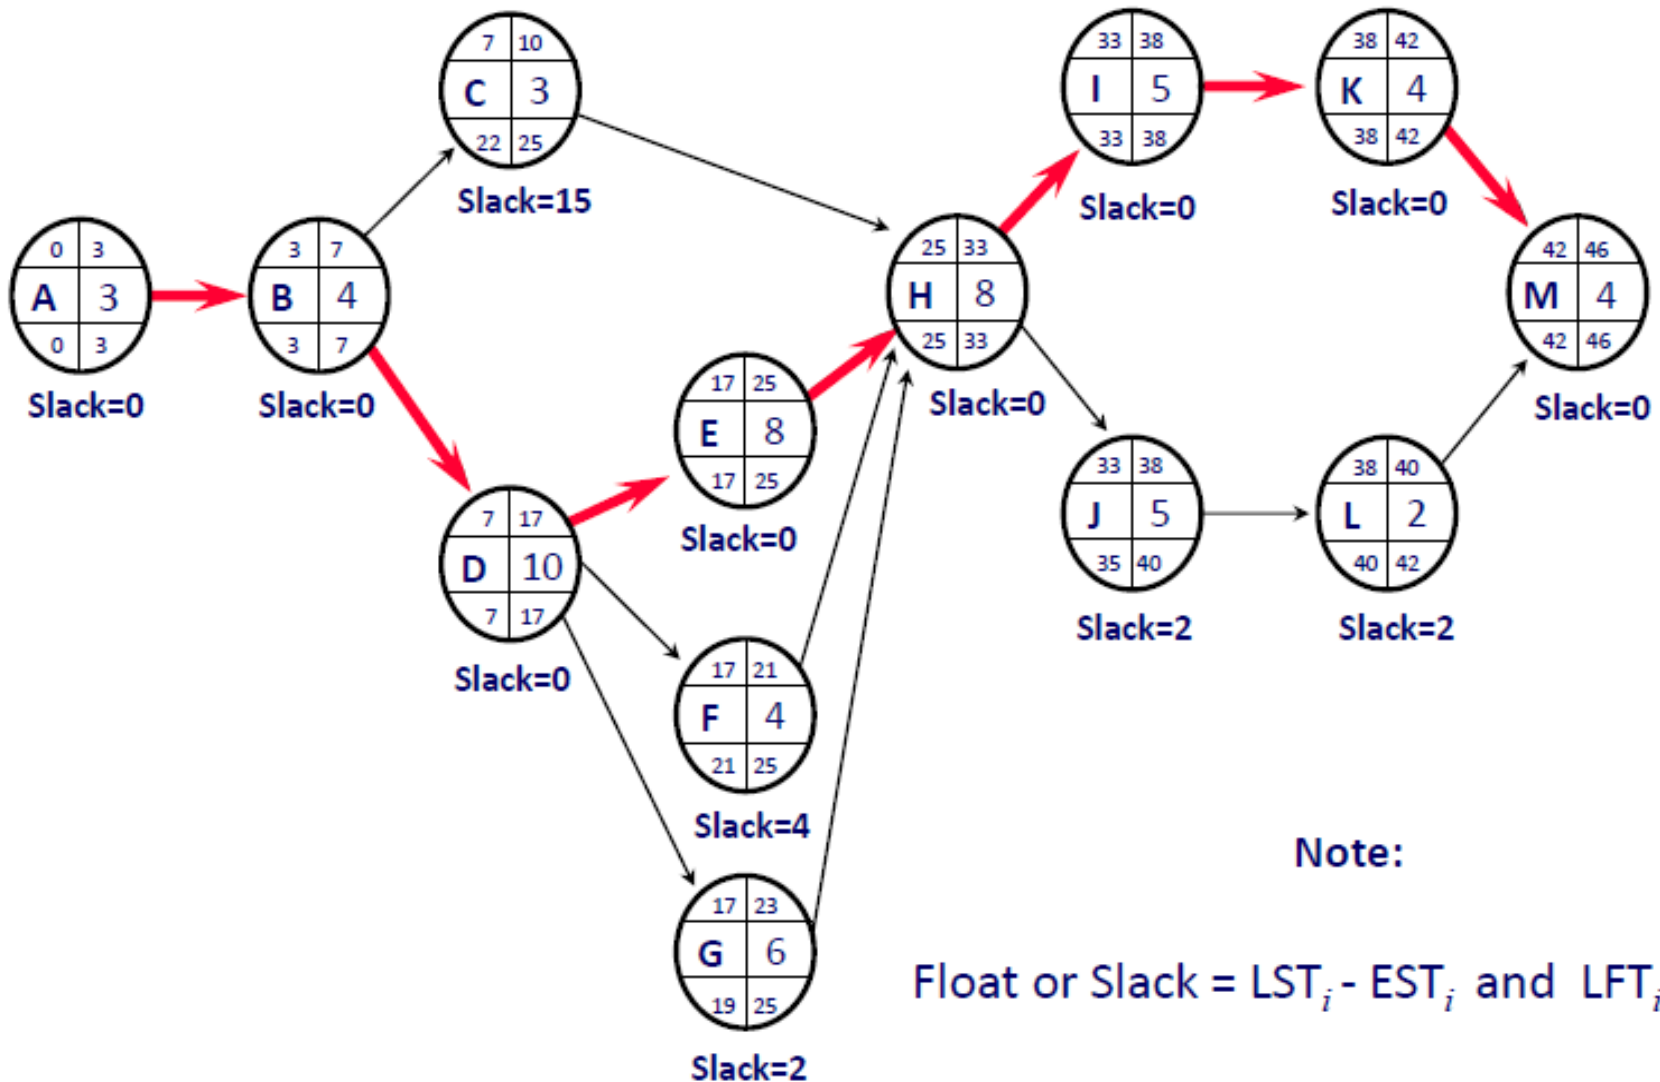 7 10
C 3
22 25
Slack=15
33 38
I 5
33 38
Slack=0
38 42
K 4
38 42
Slack=0
0 3
A 3
0 3
Slack=0
3 7
B 4
3 7
Slack=0
25 33
H 8
25 33
Slack=0
42 46
M 4
42 46
Slack=0
17 25
E 8
17 25
Slack=0
7 17
D 10
7 17
Slack=0
33 38
J 5
35 40
Slack=2
38 40
L 2
40 42
Slack=2
17 21
F 4
21 25
Slack=4
17 23
G 6
19 25
Slack=2
Note:
Float or Slack = LSTi - ESTi and LFTi